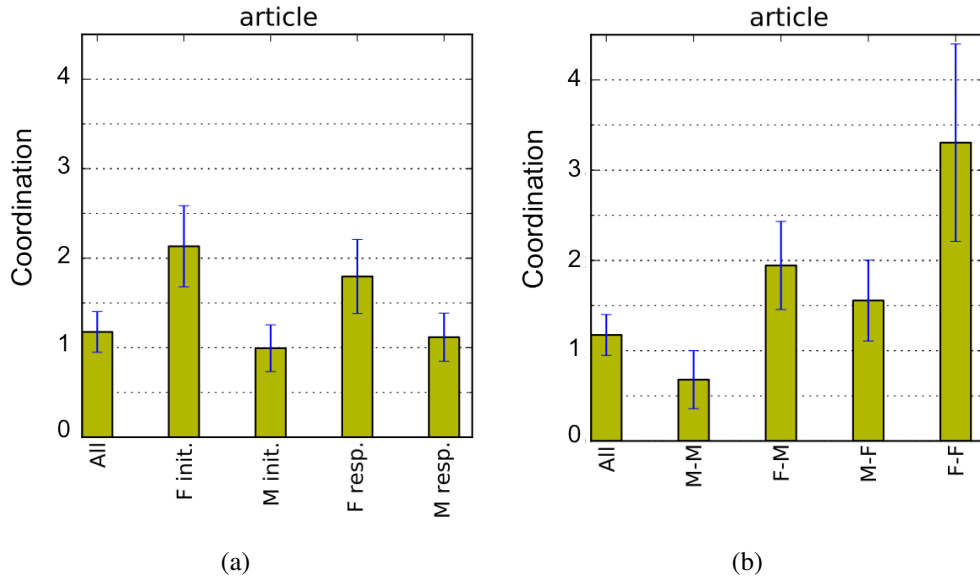 article
Coordination
4
3
2
1
0
All
F init.
M init.
F resp.
M resp.
(a)
article
Coordination
4
3
2
1
0
All
M-M
F-M
M-F
F-F
(b)